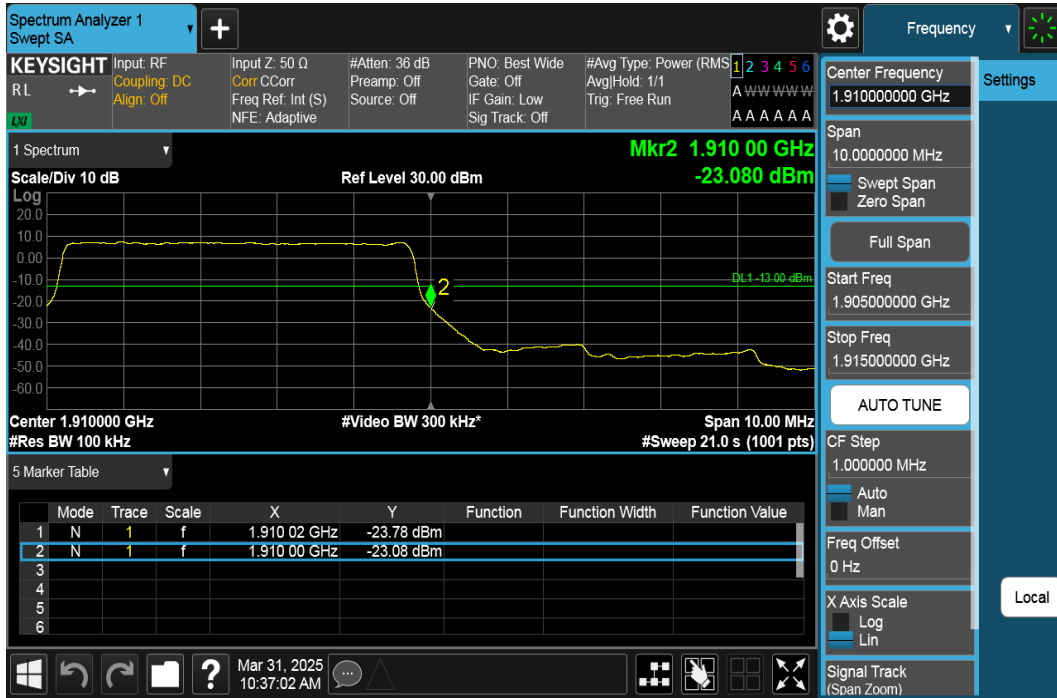 Spectrum Analyzer 1
Swept SA
+
Frequency
KEYSIGHT
RL
LXI
Input: RF
Coupling: DC
Align: Off
Input Z: 50 Ω
Corr CCorr
Freq Ref: Int (S)
NFE: Adaptive
#Atten: 36 dB
Preamp: Off
Source: Off
PNO: Best Wide
Gate: Off
IF Gain: Low
Sig Track: Off
#Avg Type: Power (RMS
Avg|Hold: 1/1
Trig: Free Run
1 2 3 4 5 6
A W W W W W
A A A A A A
1 Spectrum
Mkr2 1.910 00 GHz
-23.080 dBm
Scale/Div 10 dB
Ref Level 30.00 dBm
Log
20.0
10.0
0.00
-10.0
-20.0
-30.0
-40.0
-50.0
-60.0
DL1 -13.00 dBm
2
Center 1.910000 GHz
#Video BW 300 kHz*
Span 10.00 MHz
#Res BW 100 kHz
#Sweep 21.0 s (1001 pts)
5 Marker Table
Mode Trace Scale X Y Function Function Width Function Value
1 N 1 f 1.910 02 GHz -23.78 dBm
2 N 1 f 1.910 00 GHz -23.08 dBm
3
4
5
6
Center Frequency
1.910000000 GHz
Span
10.0000000 MHz
Swept Span
Zero Span
Full Span
Start Freq
1.905000000 GHz
Stop Freq
1.915000000 GHz
AUTO TUNE
CF Step
1.000000 MHz
Auto
Man
Freq Offset
0 Hz
X Axis Scale
Log
Lin
Signal Track
(Span Zoom)
Settings
Local
?
Mar 31, 2025
10:37:02 AM